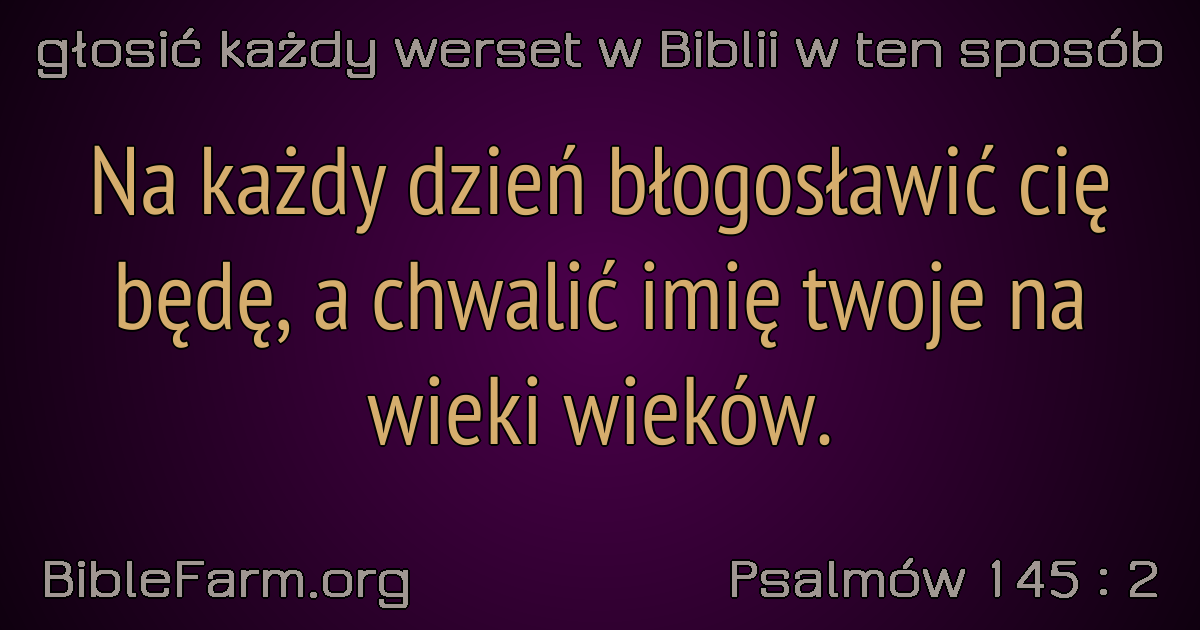 głosić każdy werset w Biblii w ten sposób
Na każdy dzień błogosławić cię
będę, a chwalić imię twoje na
wieki wieków.
BibleFarm.org
Psalmów 145 : 2